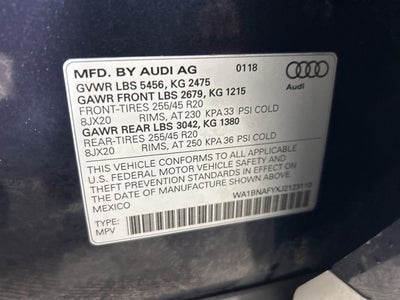 MFD. BY AUDI AG 0118
Audi
GVWR LBS 5456, KG 2475
GAWR FRONT LBS 2679, KG 1215
FRONT-TIRES 255/45 R20
8JX20 RIMS, AT 230 KPA 33 PSI COLD
GAWR REAR LBS 3042, KG 1380
REAR-TIRES 255/45 R20
8JX20 RIMS, AT 250 KPA 36 PSI COLD
THIS VEHICLE CONFORMS TO ALL APPLICABLE
U.S. FEDERAL MOTOR VEHICLE SAFETY STANDARDS IN
EFFECT ON THE DATE OF MANUFACTURE SHOWN ABOVE.
MEXICO WA1BNAFYXJ2123110
TYPE:
MPV